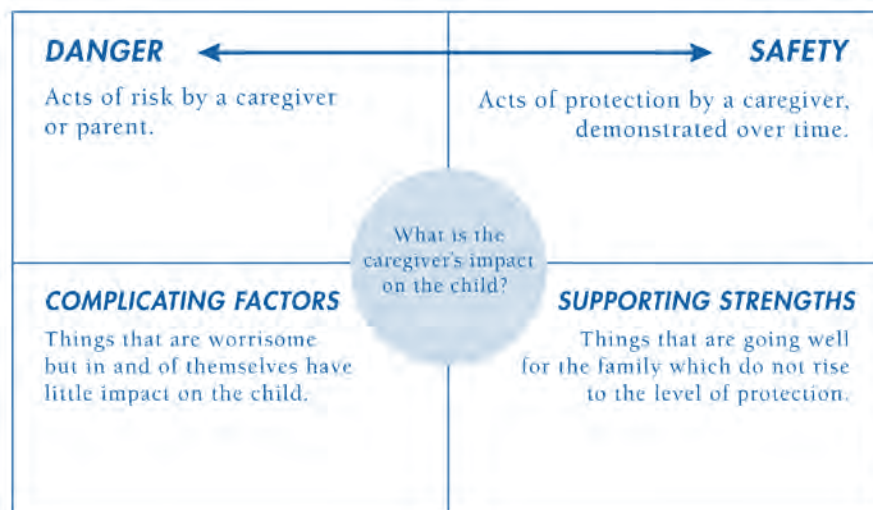 DANGER
SAFETY
Acts of risk by a caregiver
or parent.
Acts of protection by a caregiver,
demonstrated over time.
What is the
caregiver's impact
on the child?
COMPLICATING FACTORS
Things that are worrisome
but in and of themselves have
little impact on the child.
SUPPORTING STRENGTHS
Things that are going well
for the family which do not rise
to the level of protection.